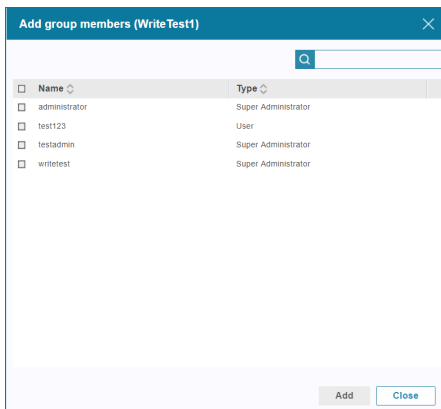 Add group members (WriteTest1)
Name Type
administrator Super Administrator
test123 User
testadmin Super Administrator
writetest Super Administrator
Add Close